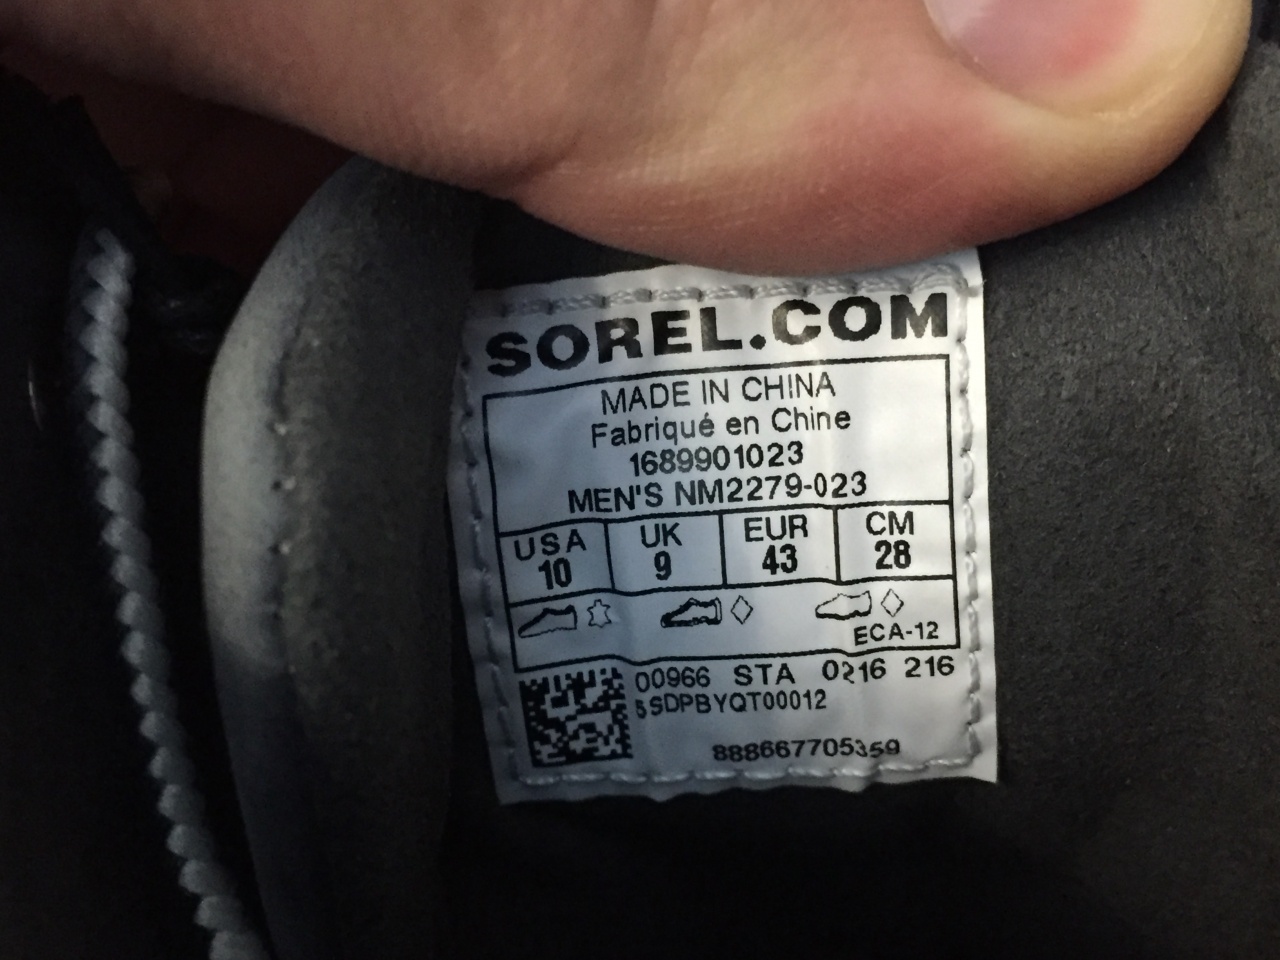 SOREL.COM
MADE IN CHINA
Fabriqué en Chine
1689901023
MEN'S NM2279-023
USA UK EUR CM
10 9 43 28
ECA-12
00966 STA 0216 216
5SDPBYQT00012
888667705359